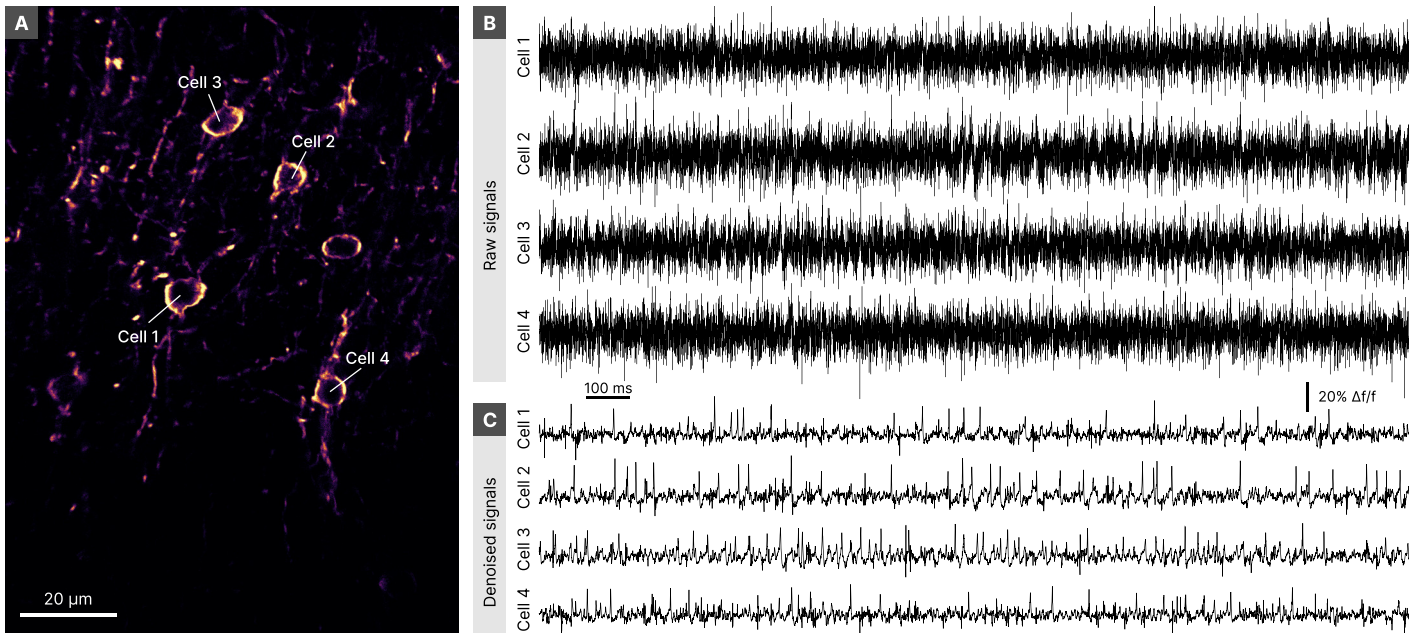 A
Cell 3
Cell 2
Cell 1
Cell 4
20 µm
B
Raw signals
Cell 1
Cell 2
Cell 3
Cell 4
100 ms
20% Δf/f
C
Denoised signals
Cell 1
Cell 2
Cell 3
Cell 4